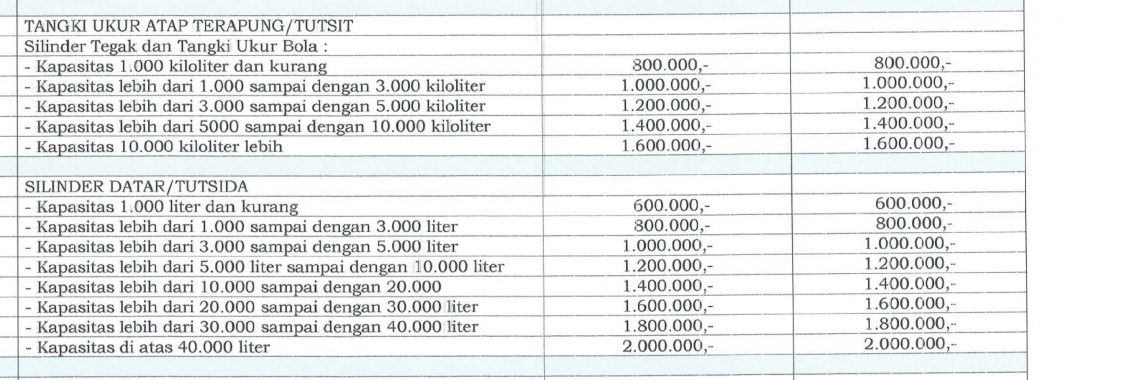 TANGKI UKUR ATAP TERAPUNG/TUTSIT
Silinder Tegak dan Tangki Ukur Bola :
- Kapasitas 1.000 kiloliter dan kurang 800.000,- 800.000,-
- Kapasitas lebih dari 1.000 sampai dengan 3.000 kiloliter 1.000.000,- 1.000.000,-
- Kapasitas lebih dari 3.000 sampai dengan 5.000 kiloliter 1.200.000,- 1.200.000,-
- Kapasitas lebih dari 5000 sampai dengan 10.000 kiloliter 1.400.000,- 1.400.000,-
- Kapasitas 10.000 kiloliter lebih 1.600.000,- 1.600.000,-
SILINDER DATAR/TUTSIDA
- Kapasitas 1.000 liter dan kurang 600.000,- 600.000,-
- Kapasitas lebih dari 1.000 sampai dengan 3.000 liter 800.000,- 800.000,-
- Kapasitas lebih dari 3.000 sampai dengan 5.000 liter 1.000.000,- 1.000.000,-
- Kapasitas lebih dari 5.000 liter sampai dengan 10.000 liter 1.200.000,- 1.200.000,-
- Kapasitas lebih dari 10.000 sampai dengan 20.000 1.400.000,- 1.400.000,-
- Kapasitas lebih dari 20.000 sampai dengan 30.000 liter 1.600.000,- 1.600.000,-
- Kapasitas lebih dari 30.000 sampai dengan 40.000 liter 1.800.000,- 1.800.000,-
- Kapasitas di atas 40.000 liter 2.000.000,- 2.000.000,-